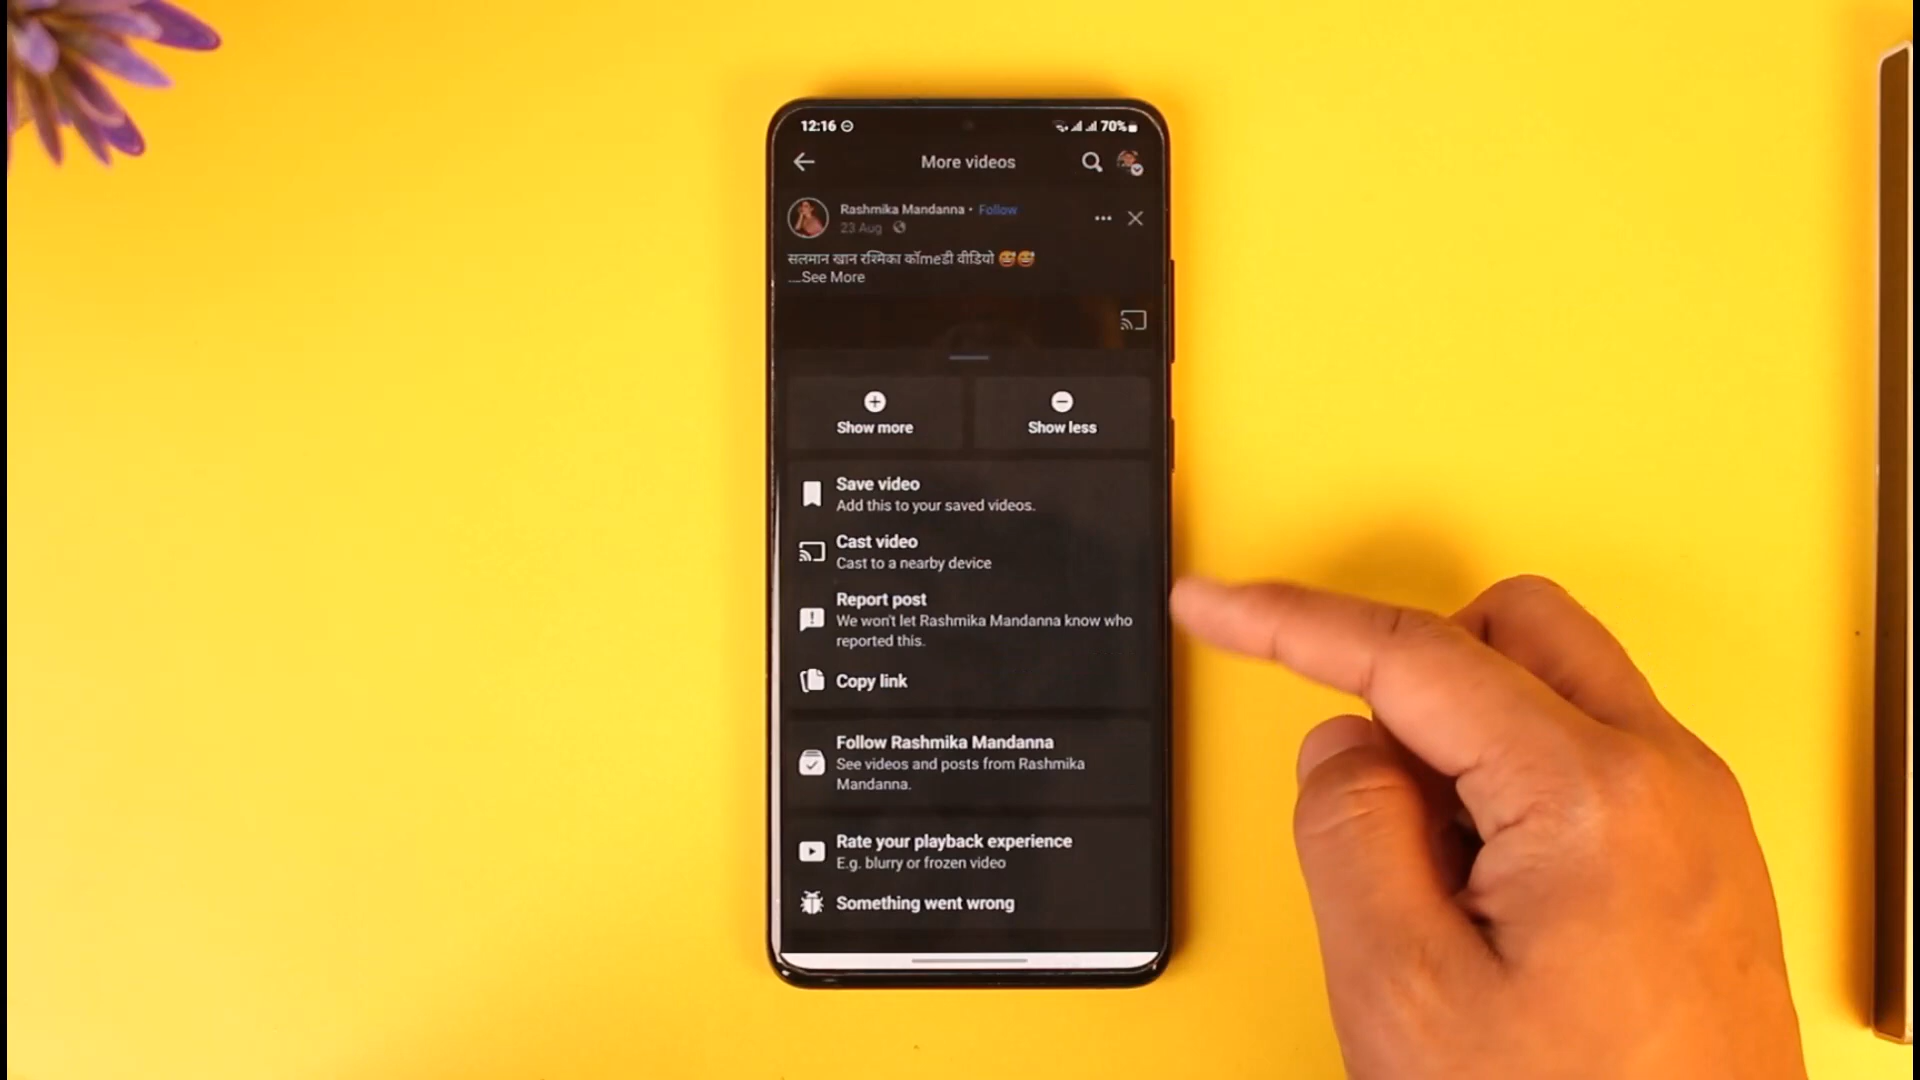 12:16 70%
More videos
Rashmika Mandanna • Follow
23 Aug
सलमान खान रश्मिका कॉmeडी वीडियो 😅😅
...See More
Show more Show less
Save video
Add this to your saved videos.
Cast video
Cast to a nearby device
Report post
We won't let Rashmika Mandanna know who
reported this.
Copy link
Follow Rashmika Mandanna
See videos and posts from Rashmika
Mandanna.
Rate your playback experience
E.g. blurry or frozen video
Something went wrong